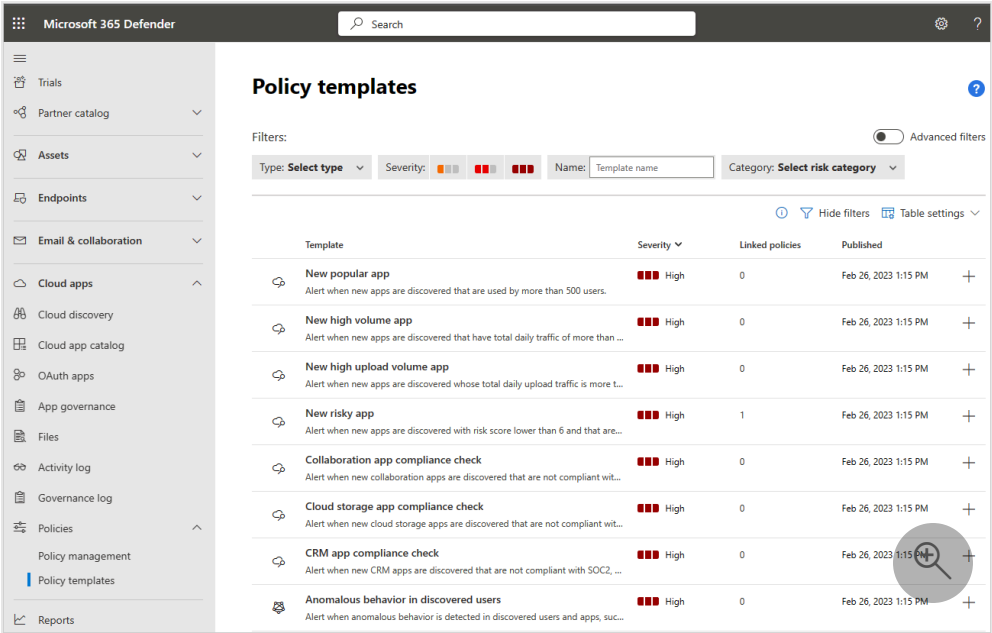 Microsoft 365 Defender
Search
?
Trials
Partner catalog
Assets
Endpoints
Email & collaboration
Cloud apps
Cloud discovery
Cloud app catalog
OAuth apps
App governance
Files
Activity log
Governance log
Policies
Policy management
Policy templates
Reports
Policy templates
?
Filters:
Advanced filters
Type: Select type
Severity:
Name: Template name
Category: Select risk category
Hide filters
Table settings
Template Severity Linked policies Published
New popular app High 0 Feb 26, 2023 1:15 PM
Alert when new apps are discovered that are used by more than 500 users.
New high volume app High 0 Feb 26, 2023 1:15 PM
Alert when new apps are discovered that have total daily traffic of more than ...
New high upload volume app High 0 Feb 26, 2023 1:15 PM
Alert when new apps are discovered whose total daily upload traffic is more t...
New risky app High 1 Feb 26, 2023 1:15 PM
Alert when new apps are discovered with risk score lower than 6 and that are...
Collaboration app compliance check High 0 Feb 26, 2023 1:15 PM
Alert when new collaboration apps are discovered that are not compliant wit...
Cloud storage app compliance check High 0 Feb 26, 2023 1:15 PM
Alert when new cloud storage apps are discovered that are not compliant wit...
CRM app compliance check High 0 Feb 26, 2023 1:15 PM
Alert when new CRM apps are discovered that are not compliant with SOC2, ...
Anomalous behavior in discovered users High 0 Feb 26, 2023 1:15 PM
Alert when anomalous behavior is detected in discovered users and apps, suc...